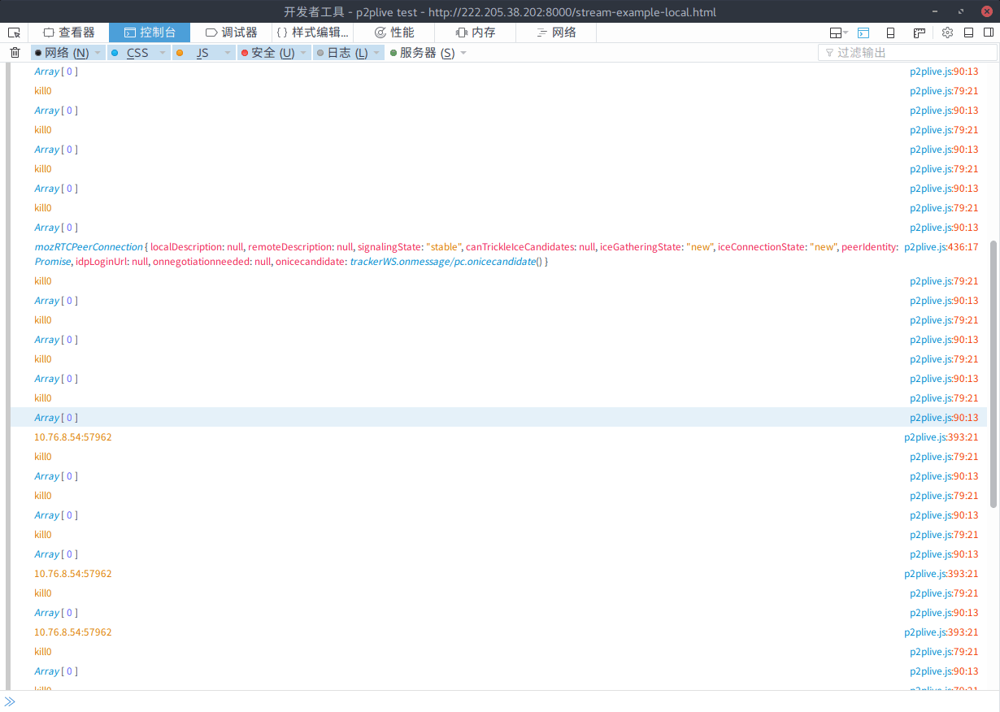 开发者工具 - p2plive test - http://222.205.38.202:8000/stream-example-local.html
查看器 控制台 调试器 { } 样式编辑... 性能 内存 网络
网络 (N) CSS JS 安全 (U) 日志 (L) 服务器 (S) 过滤输出
Array [ 0 ] p2plive.js:90:13
kill0 p2plive.js:79:21
Array [ 0 ] p2plive.js:90:13
kill0 p2plive.js:79:21
Array [ 0 ] p2plive.js:90:13
kill0 p2plive.js:79:21
Array [ 0 ] p2plive.js:90:13
kill0 p2plive.js:79:21
Array [ 0 ] p2plive.js:90:13
mozRTCPeerConnection { localDescription: null, remoteDescription: null, signalingState: "stable", canTrickleIceCandidates: null, iceGatheringState: "new", iceConnectionState: "new", peerIdentity: p2plive.js:436:17
Promise, idpLoginUrl: null, onnegotiationneeded: null, onicecandidate: trackerWS.onmessage/pc.onicecandidate() }
kill0 p2plive.js:79:21
Array [ 0 ] p2plive.js:90:13
kill0 p2plive.js:79:21
Array [ 0 ] p2plive.js:90:13
kill0 p2plive.js:79:21
Array [ 0 ] p2plive.js:90:13
kill0 p2plive.js:79:21
Array [ 0 ] p2plive.js:90:13
10.76.8.54:57962 p2plive.js:393:21
kill0 p2plive.js:79:21
Array [ 0 ] p2plive.js:90:13
kill0 p2plive.js:79:21
Array [ 0 ] p2plive.js:90:13
kill0 p2plive.js:79:21
Array [ 0 ] p2plive.js:90:13
10.76.8.54:57962 p2plive.js:393:21
kill0 p2plive.js:79:21
Array [ 0 ] p2plive.js:90:13
10.76.8.54:57962 p2plive.js:393:21
kill0 p2plive.js:79:21
Array [ 0 ] p2plive.js:90:13
kill0 p2plive.js:79:21